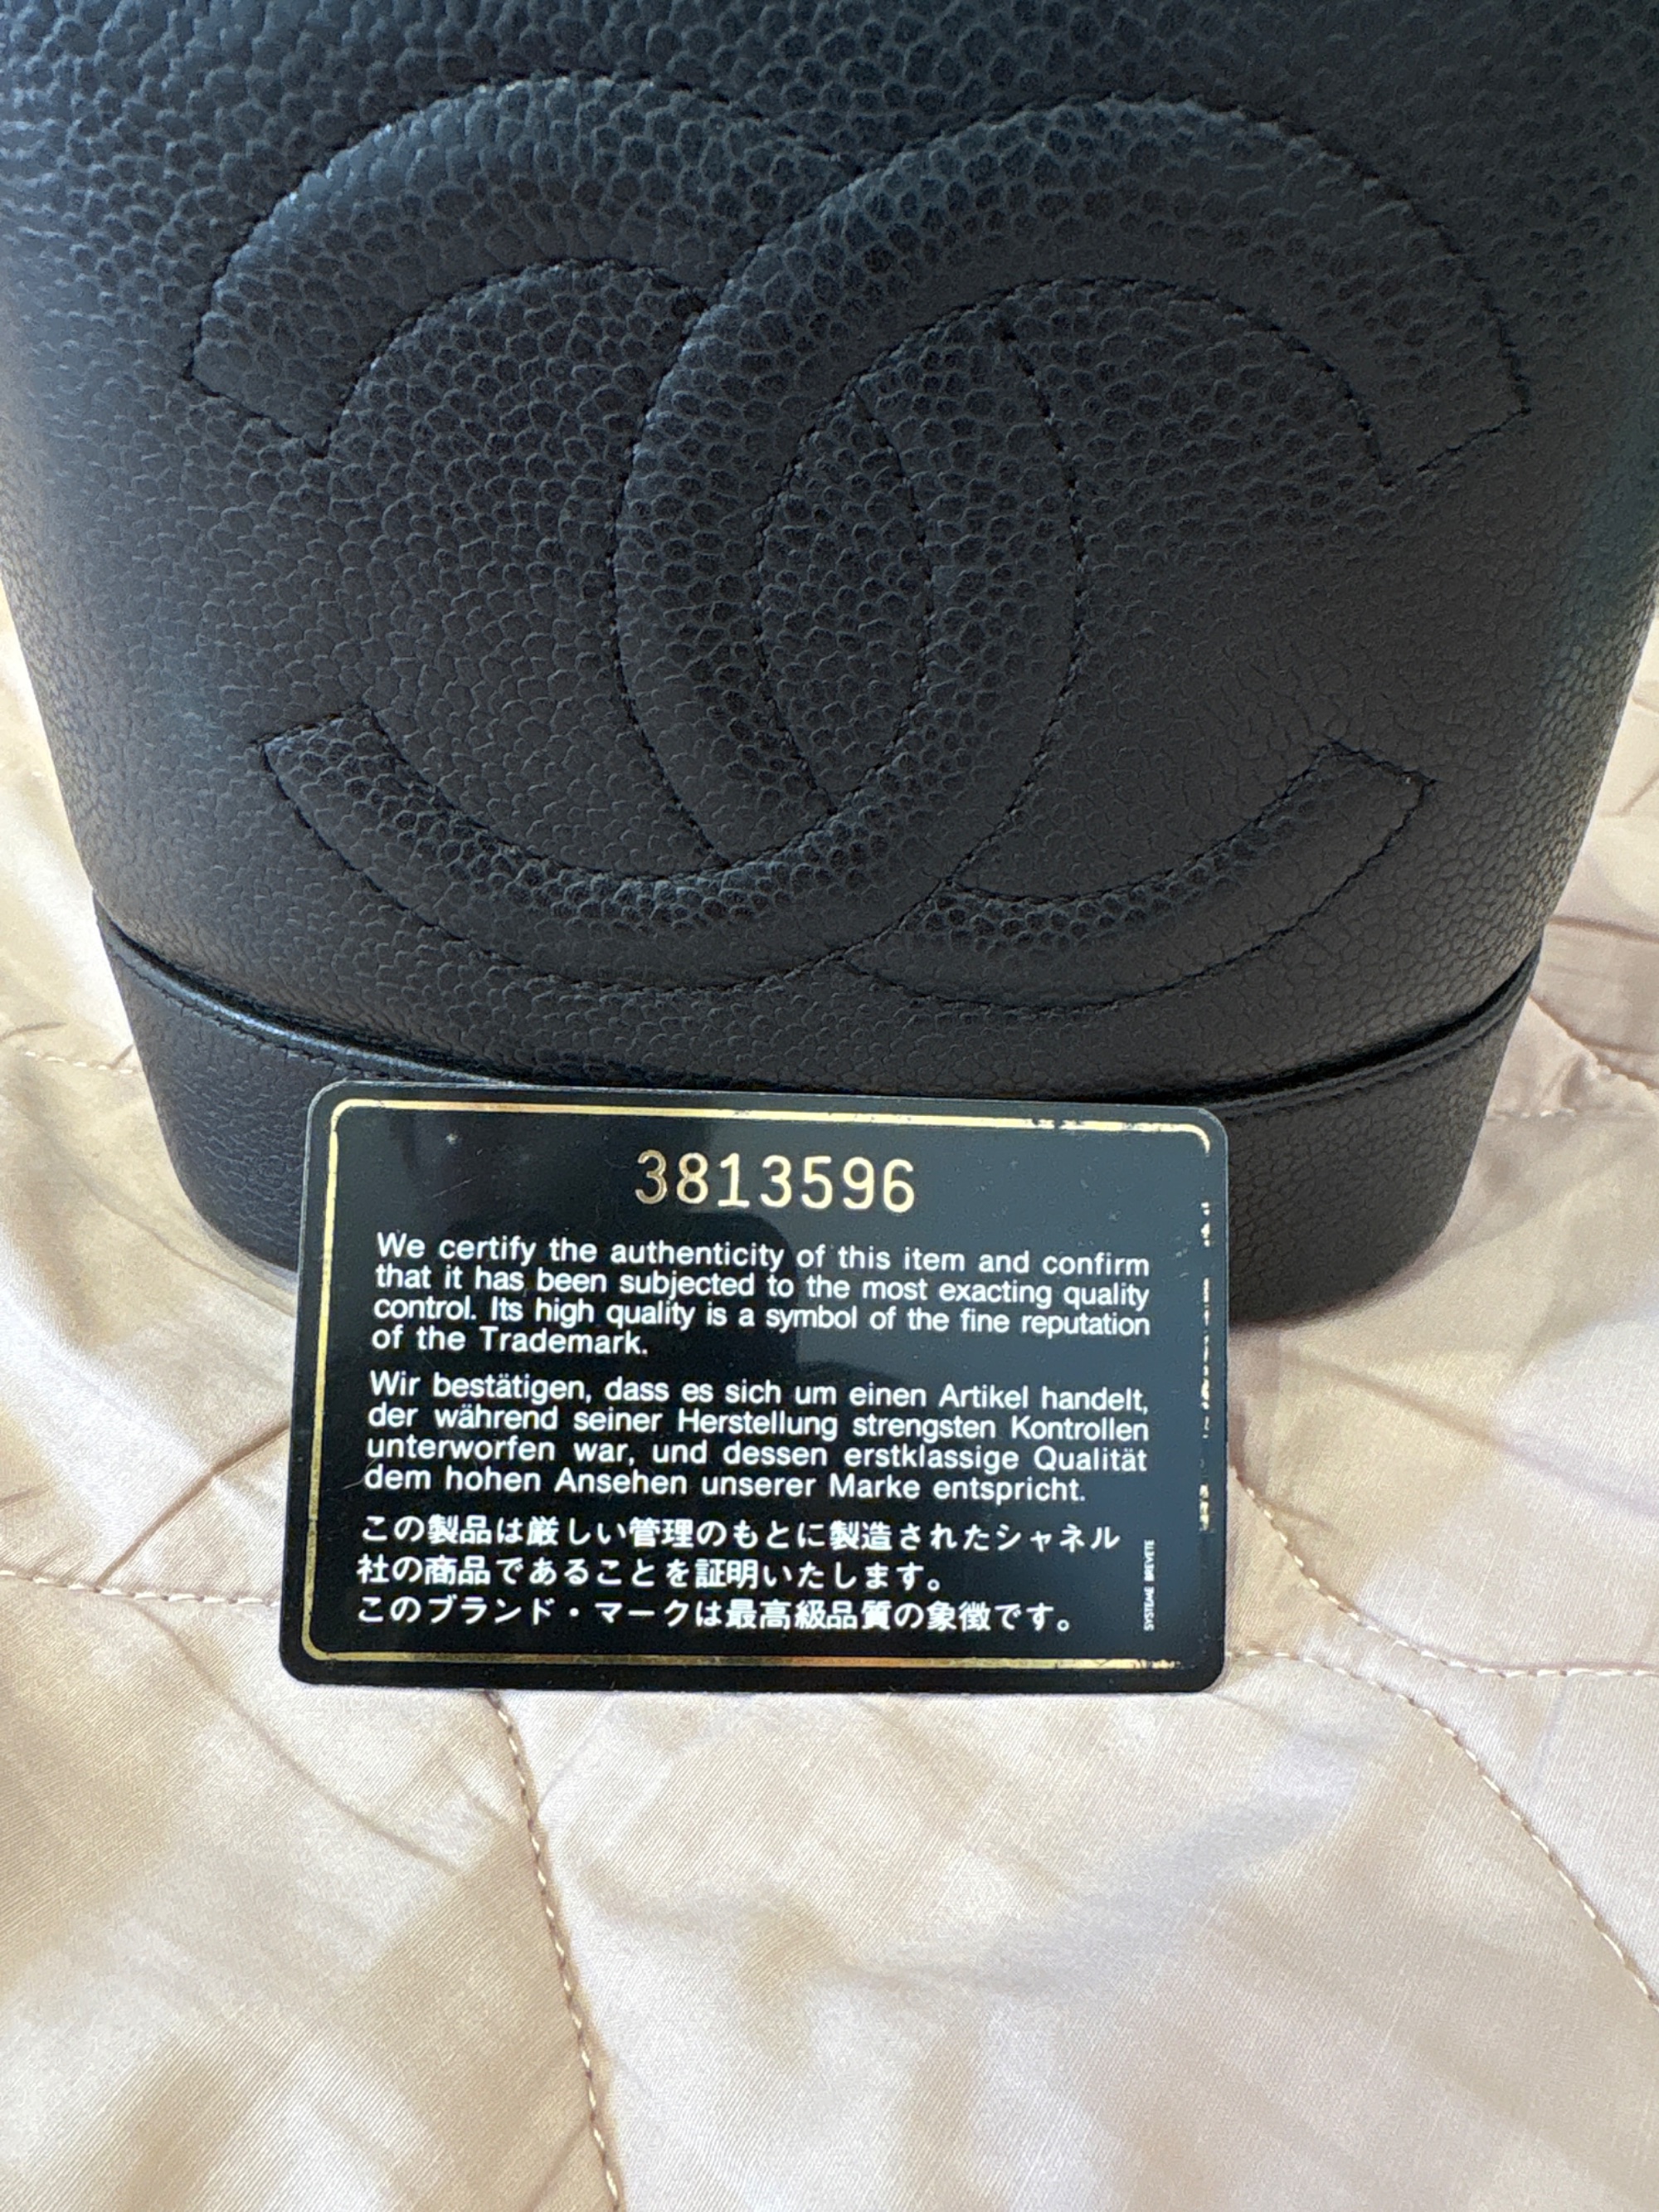 3813596
We certify the authenticity of this item and confirm
that it has been subjected to the most exacting quality
control. Its high quality is a symbol of the fine reputation
of the Trademark.
Wir bestätigen, dass es sich um einen Artikel handelt,
der während seiner Herstellung strengsten Kontrollen
unterworfen war, und dessen erstklassige Qualität
dem hohen Ansehen unserer Marke entspricht.
この製品は厳しい管理のもとに製造されたシャネル
社の商品であることを証明いたします。
このブランド・マークは最高級品質の象徴です。
SYSTEME BREVETE